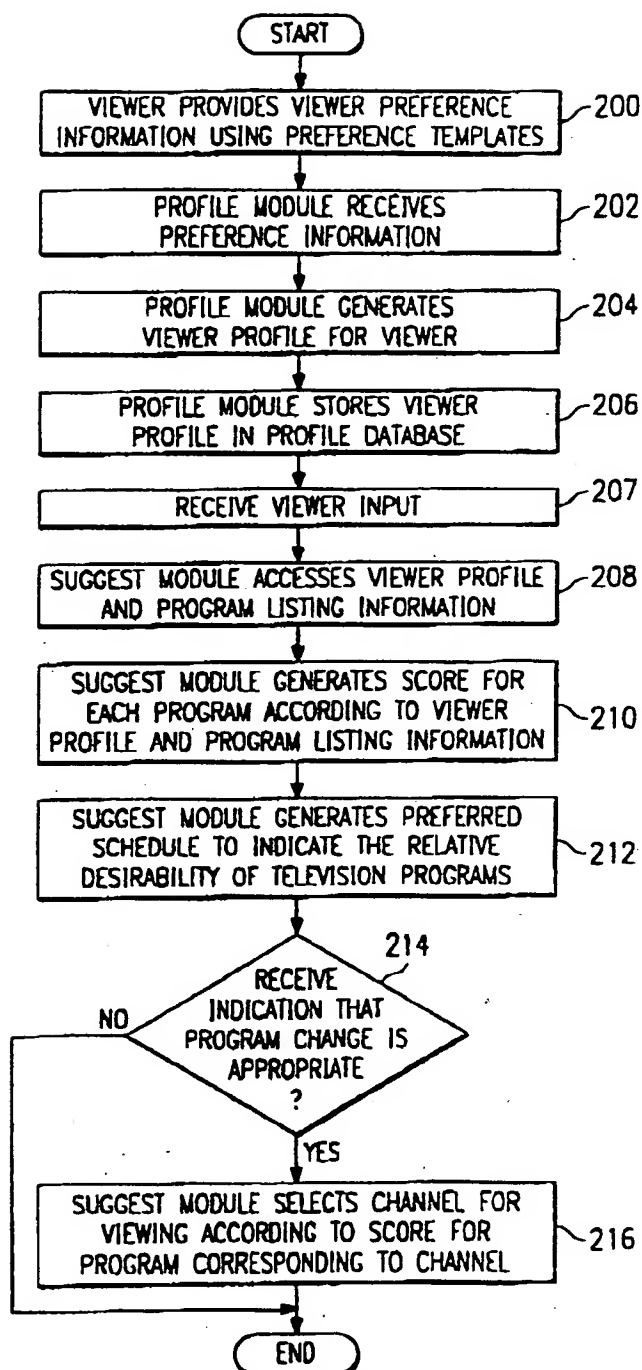 START
VIEWER PROVIDES VIEWER PREFERENCE
INFORMATION USING PREFERENCE TEMPLATES
200
PROFILE MODULE RECEIVES
PREFERENCE INFORMATION
202
PROFILE MODULE GENERATES
VIEWER PROFILE FOR VIEWER
204
PROFILE MODULE STORES VIEWER
PROFILE IN PROFILE DATABASE
206
RECEIVE VIEWER INPUT
207
SUGGEST MODULE ACCESSES VIEWER PROFILE
AND PROGRAM LISTING INFORMATION
208
SUGGEST MODULE GENERATES SCORE FOR
EACH PROGRAM ACCORDING TO VIEWER
PROFILE AND PROGRAM LISTING INFORMATION
210
SUGGEST MODULE GENERATES PREFERRED
SCHEDULE TO INDICATE THE RELATIVE
DESIRABILITY OF TELEVISION PROGRAMS
212
214
RECEIVE
INDICATION THAT
PROGRAM CHANGE IS
APPROPRIATE
?
NO
YES
SUGGEST MODULE SELECTS CHANNEL FOR
VIEWING ACCORDING TO SCORE FOR
PROGRAM CORRESPONDING TO CHANNEL
216
END